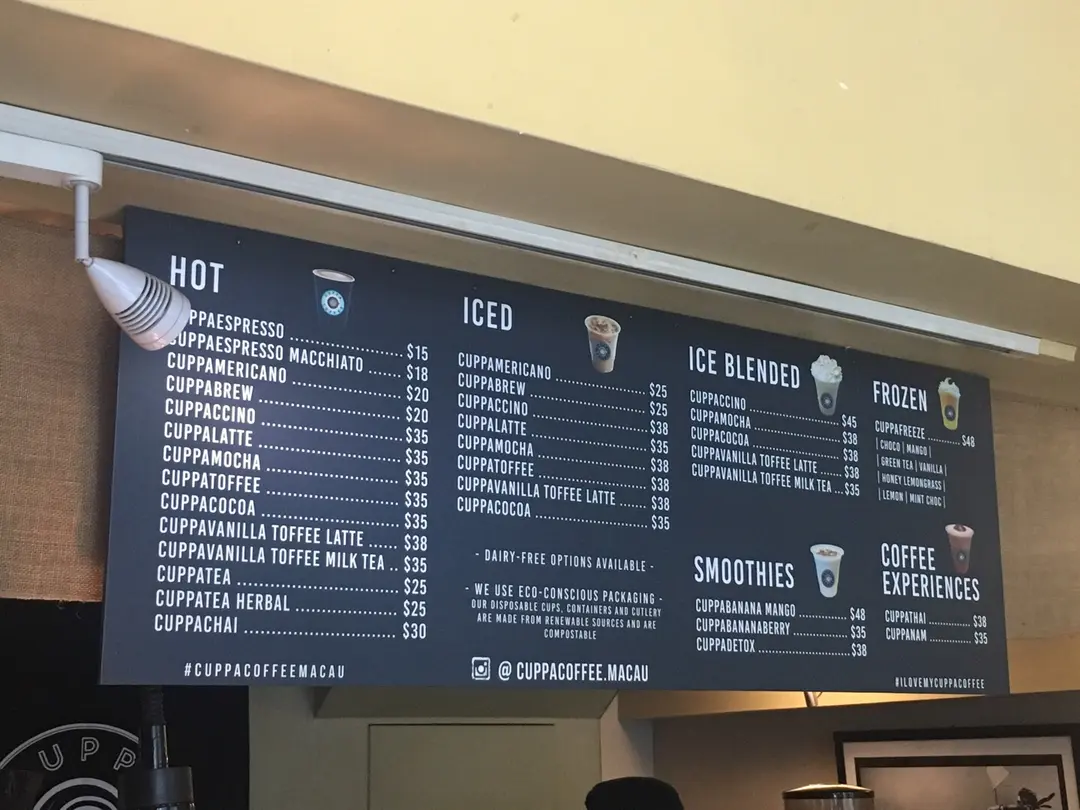 HOT
UPPAESPRESSO ........ $15
CUPPAESPRESSO MACCHIATO ...... $18
CUPPAMERICANO ........ $20
CUPPABREW ........ $20
CUPPACCINO ........ $35
CUPPALATTE ........ $35
CUPPAMOCHA ........ $35
CUPPATOFFEE ........ $35
CUPPACOCOA ........ $35
CUPPAVANILLA TOFFEE LATTE ...... $38
CUPPAVANILLA TOFFEE MILK TEA .. $35
CUPPATEA ........ $25
CUPPATEA HERBAL ........ $25
CUPPACHAI ........ $30
#CUPPACOFFEEMACAU
ICED
CUPPAMERICANO ........ $25
CUPPABREW ........ $25
CUPPACCINO ........ $38
CUPPALATTE ........ $35
CUPPAMOCHA ........ $38
CUPPATOFFEE ........ $38
CUPPAVANILLA TOFFEE LATTE ...... $38
CUPPACOCOA ........ $35
- DAIRY-FREE OPTIONS AVAILABLE -
- WE USE ECO-CONSCIOUS PACKAGING -
OUR DISPOSABLE CUPS, CONTAINERS AND CUTLERY
ARE MADE FROM RENEWABLE SOURCES AND ARE
COMPOSTABLE
@ CUPPACOFFEE.MACAU
ICE BLENDED
CUPPACCINO ........ $45
CUPPAMOCHA ........ $38
CUPPACOCOA ........ $38
CUPPAVANILLA TOFFEE LATTE ...... $38
CUPPAVANILLA TOFFEE MILK TEA .. $35
SMOOTHIES
CUPPABANANA MANGO ........ $48
CUPPABANANABERRY ........ $35
CUPPADETOX ........ $38
FROZEN
CUPPAFREEZE ........ $48
| CHOCO | MANGO |
| GREEN TEA | VANILLA |
| HONEY LEMONGRASS |
| LEMON | MINT CHOC |
COFFEE
EXPERIENCES
CUPPATHAI ........ $38
CUPPANAM ........ $35
#ILOVEMYCUPPACOFFEE
UPP